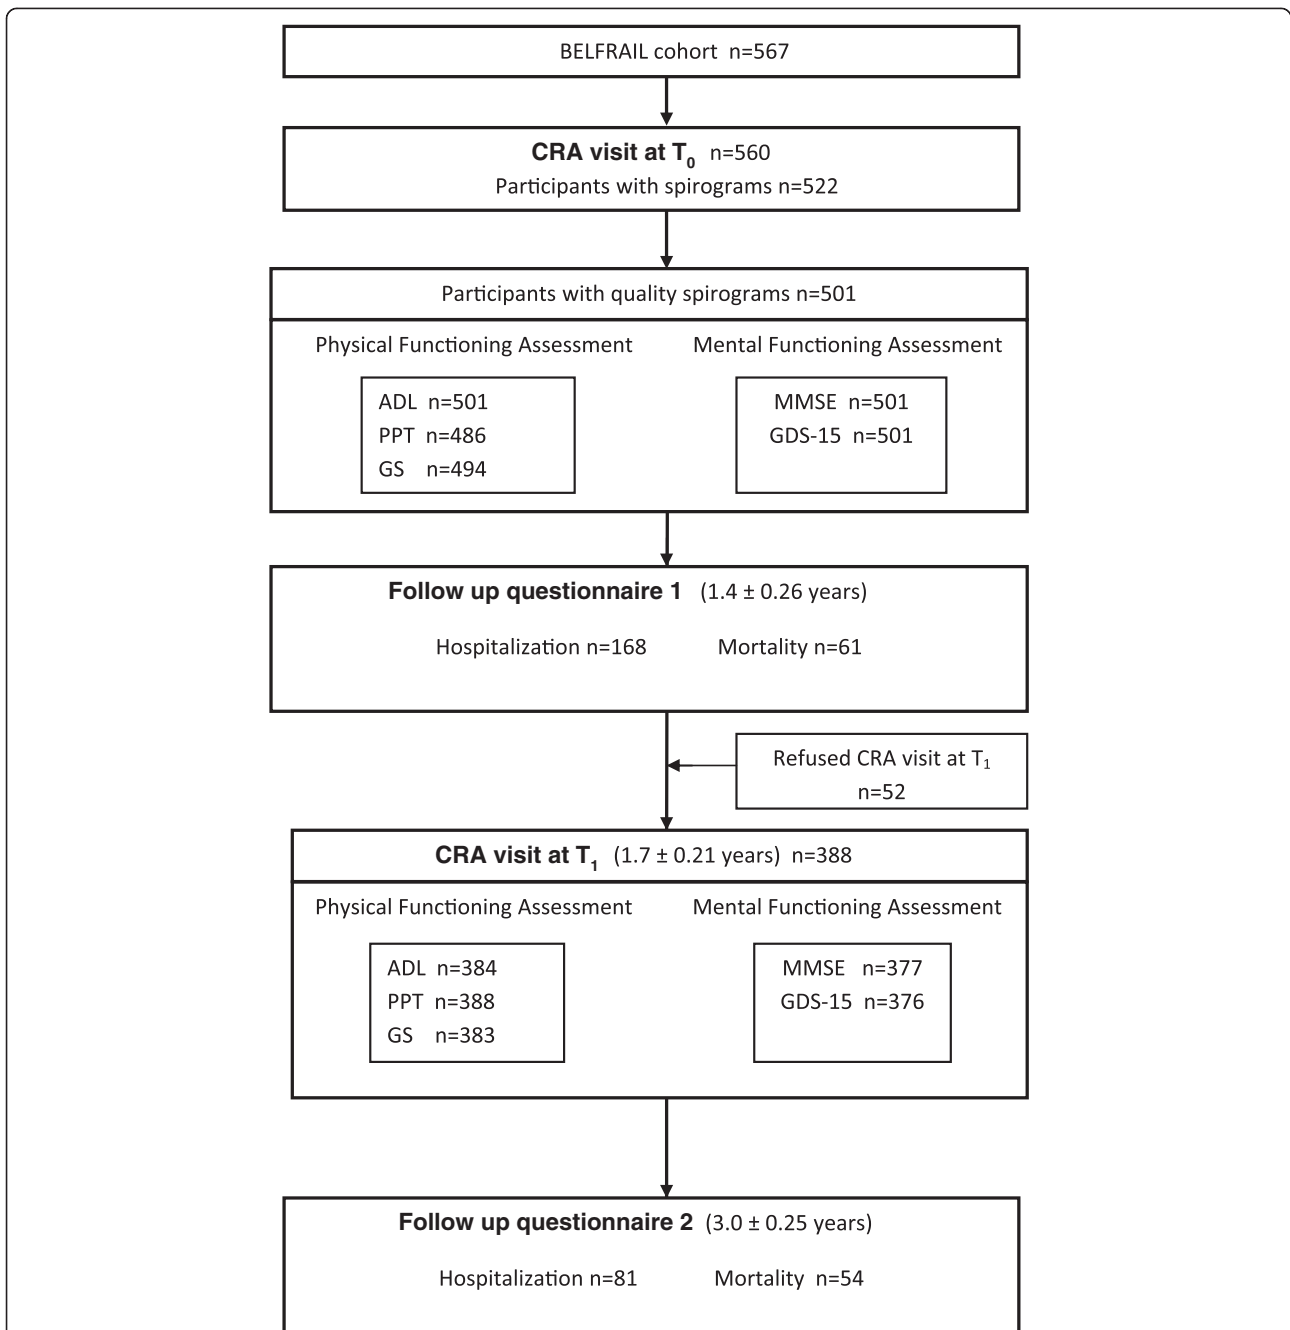 BELFRAIL cohort n=567
CRA visit at T0 n=560
Participants with spirograms n=522
Participants with quality spirograms n=501
Physical Functioning Assessment
ADL n=501
PPT n=486
GS n=494
Mental Functioning Assessment
MMSE n=501
GDS-15 n=501
Follow up questionnaire 1 (1.4 ± 0.26 years)
Hospitalization n=168 Mortality n=61
Refused CRA visit at T1
n=52
CRA visit at T1 (1.7 ± 0.21 years) n=388
Physical Functioning Assessment
ADL n=384
PPT n=388
GS n=383
Mental Functioning Assessment
MMSE n=377
GDS-15 n=376
Follow up questionnaire 2 (3.0 ± 0.25 years)
Hospitalization n=81 Mortality n=54